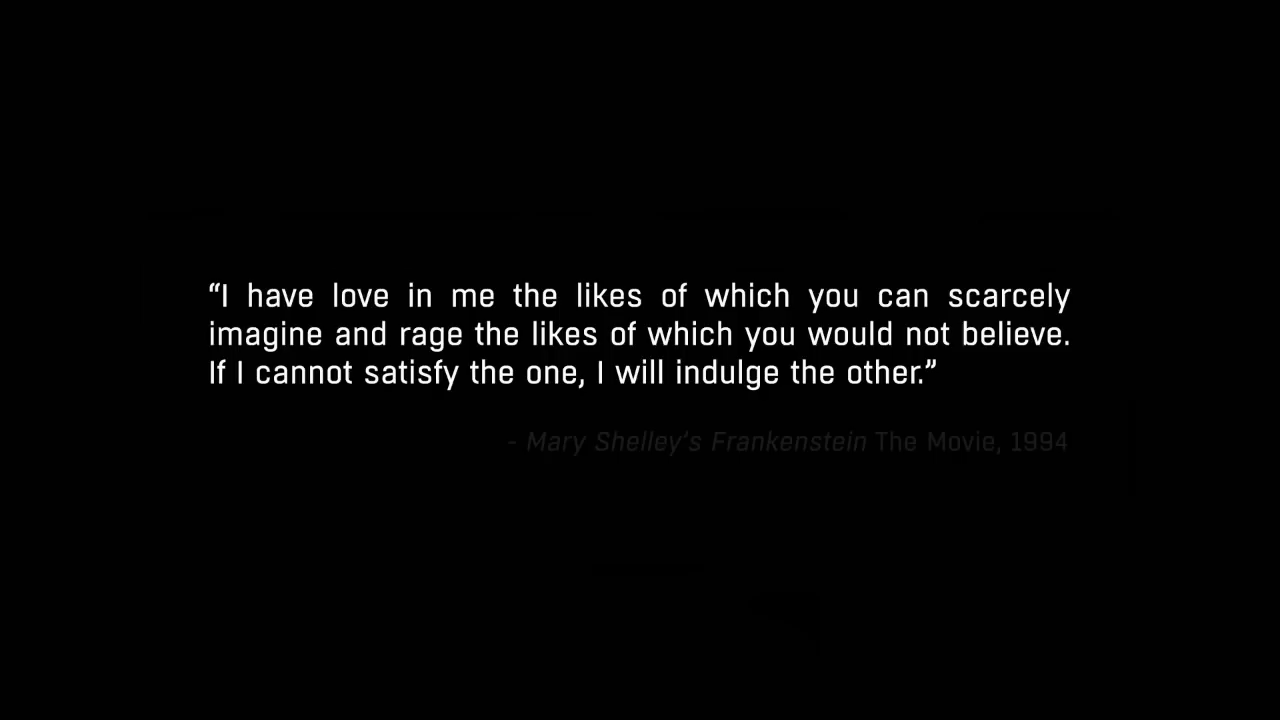 “I have love in me the likes of which you can scarcely
imagine and rage the likes of which you would not believe.
If I cannot satisfy the one, I will indulge the other.”
- Mary Shelley’s Frankenstein The Movie, 1994